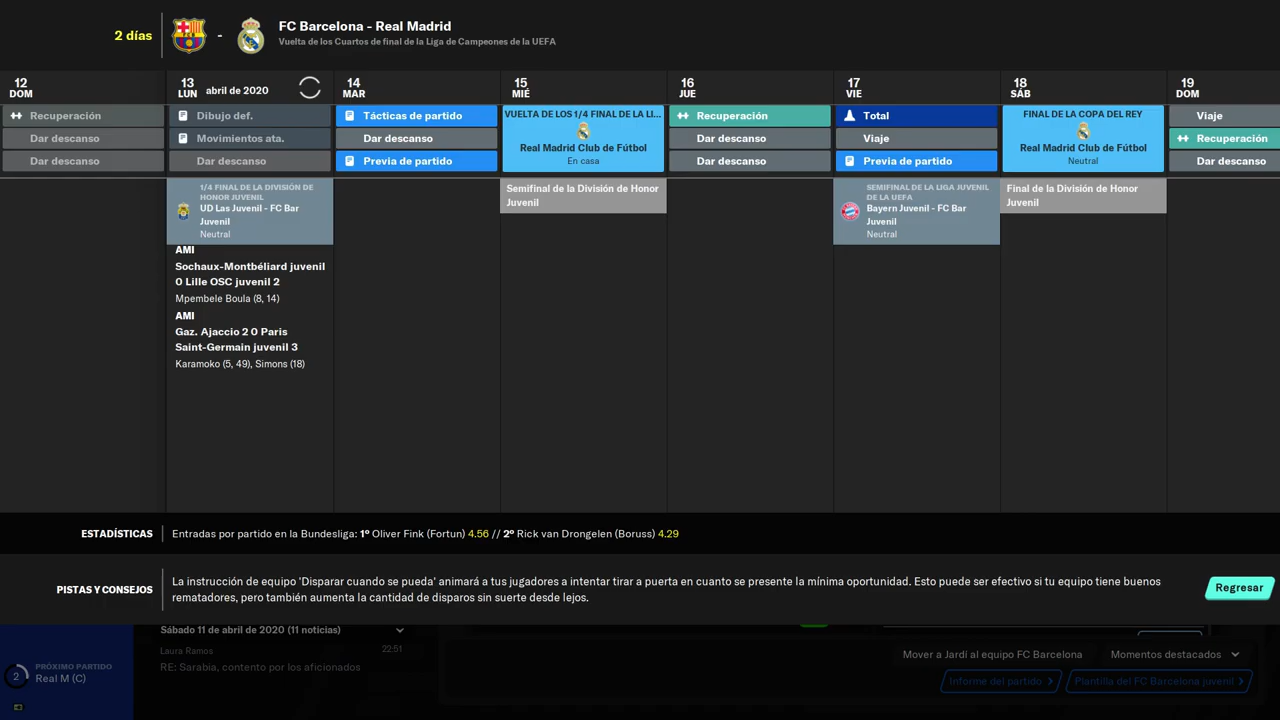 2 días
-
FC Barcelona - Real Madrid
Vuelta de los Cuartos de final de la Liga de Campeones de la UEFA
12
DOM
13
LUN
abril de 2020
14
MAR
15
MIÉ
16
JUE
17
VIE
18
SÁB
19
DOM
Recuperación
Dar descanso
Dar descanso
Dibujo def.
Movimientos ata.
Dar descanso
Tácticas de partido
Dar descanso
Previa de partido
VUELTA DE LOS 1/4 FINAL DE LA LI...
Real Madrid Club de Fútbol
En casa
Recuperación
Dar descanso
Dar descanso
Total
Viaje
Previa de partido
FINAL DE LA COPA DEL REY
Real Madrid Club de Fútbol
Neutral
Viaje
Recuperación
Dar descanso
1/4 FINAL DE LA DIVISIÓN DE
HONOR JUVENIL
UD Las Juvenil - FC Bar
Juvenil
Neutral
AMI
Sochaux-Montbéliard juvenil
0 Lille OSC juvenil 2
Mpembele Boula (8, 14)
AMI
Gaz. Ajaccio 2 0 Paris
Saint-Germain juvenil 3
Karamoko (5, 49), Simons (18)
Semifinal de la División de Honor
Juvenil
SEMIFINAL DE LA LIGA JUVENIL
DE LA UEFA
Bayern Juvenil - FC Bar
Juvenil
Neutral
Final de la División de Honor
Juvenil
ESTADÍSTICAS
Entradas por partido en la Bundesliga: 1º Oliver Fink (Fortun) 4.56 // 2º Rick van Drongelen (Boruss) 4.29
PISTAS Y CONSEJOS
La instrucción de equipo 'Disparar cuando se pueda' animará a tus jugadores a intentar tirar a puerta en cuanto se presente la mínima oportunidad. Esto puede ser efectivo si tu equipo tiene buenos
rematadores, pero también aumenta la cantidad de disparos sin suerte desde lejos.
Regresar
2
PRÓXIMO PARTIDO
Real M (C)
Sábado 11 de abril de 2020 (11 noticias)
Laura Ramos
22:51
RE: Sarabia, contento por los aficionados
Mover a Jardí al equipo FC Barcelona
Momentos destacados
Informe del partido
Plantilla del FC Barcelona juvenil